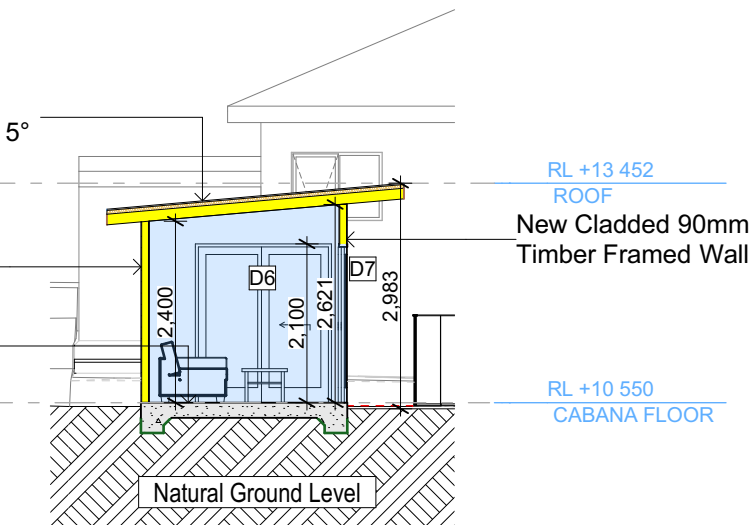 5°
RL +13 452
ROOF
New Cladded 90mm
Timber Framed Wall
D6
D7
2,400
2,100
2,621
2,983
RL +10 550
CABANA FLOOR
Natural Ground Level